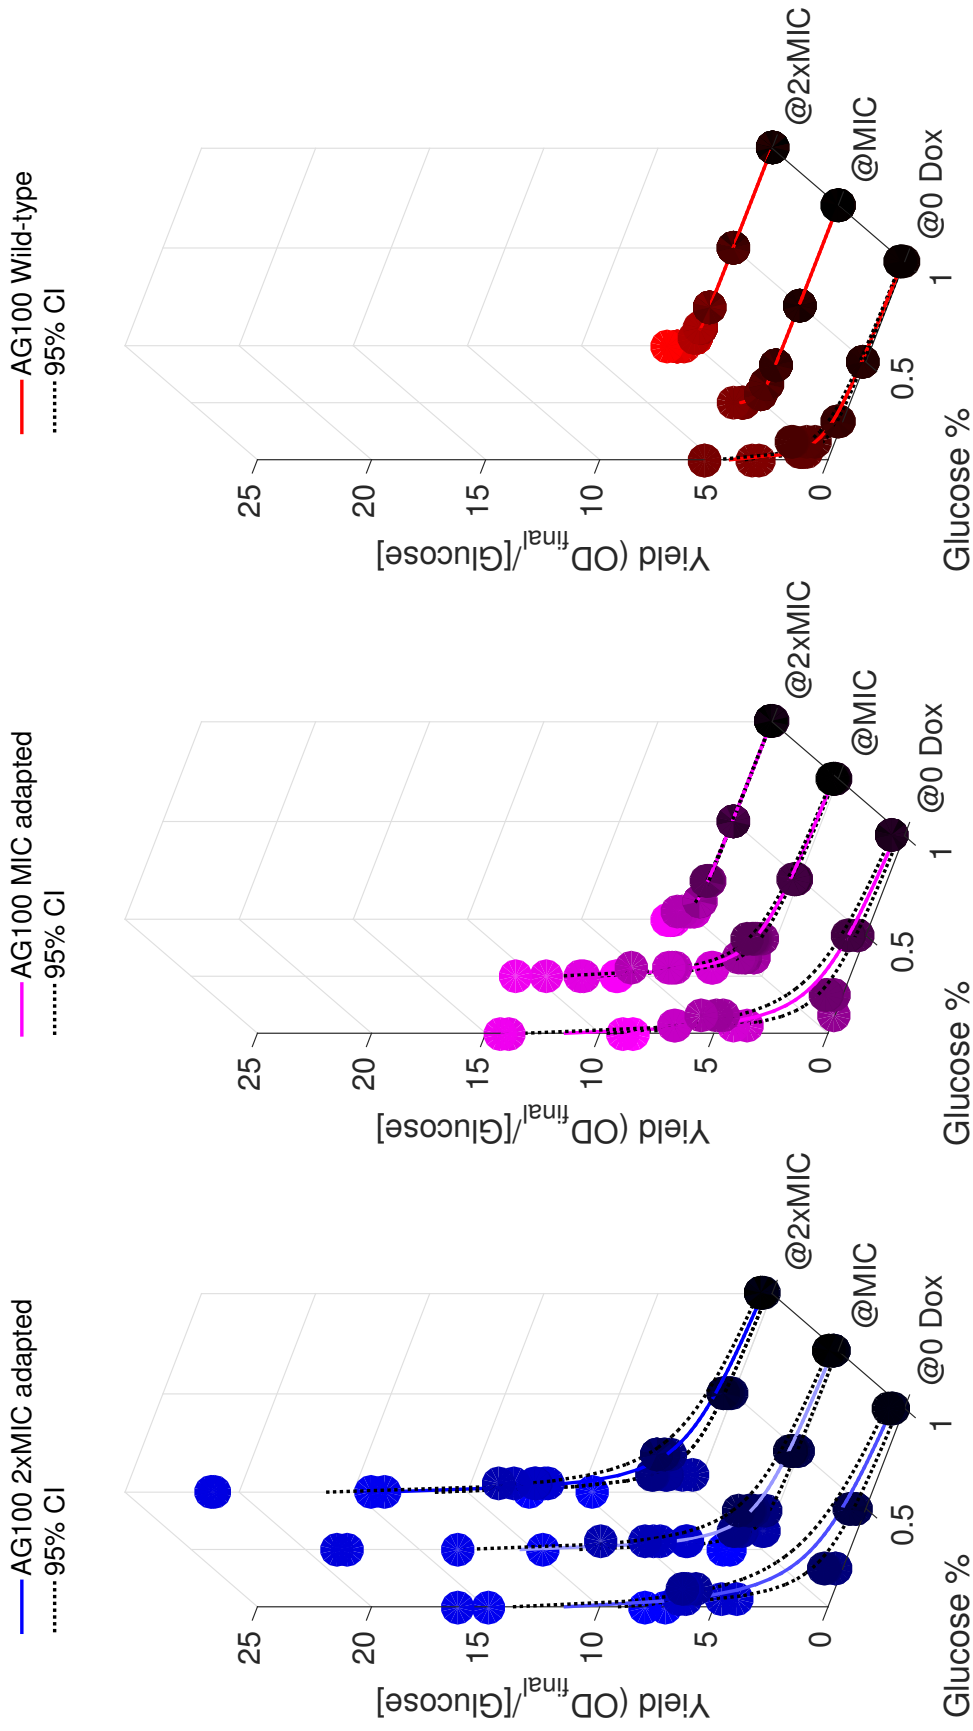 AG100 2xMIC adapted
95% CI
Yield (OD_final/[Glucose]
25
20
15
10
5
0
0.5
1
Glucose %
@0 Dox
@MIC
@2xMIC
AG100 MIC adapted
95% CI
Yield (OD_final/[Glucose]
25
20
15
10
5
0
0.5
1
Glucose %
@0 Dox
@MIC
@2xMIC
AG100 Wild-type
95% CI
Yield (OD_final/[Glucose]
25
20
15
10
5
0
0.5
1
Glucose %
@0 Dox
@MIC
@2xMIC